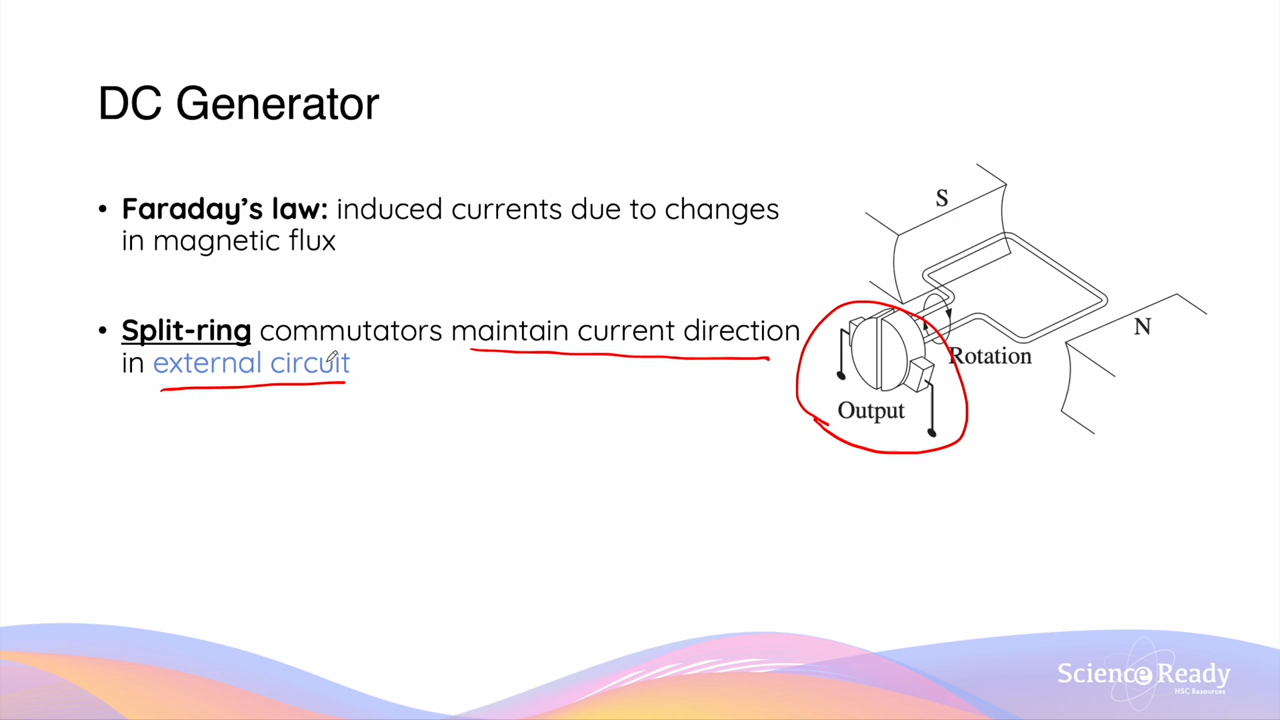 DC Generator
• Faraday’s law: induced currents due to changes
in magnetic flux
• Split-ring commutators maintain current direction
in external circuit
S
N
Rotation
Output
Science Ready
HSC Resources